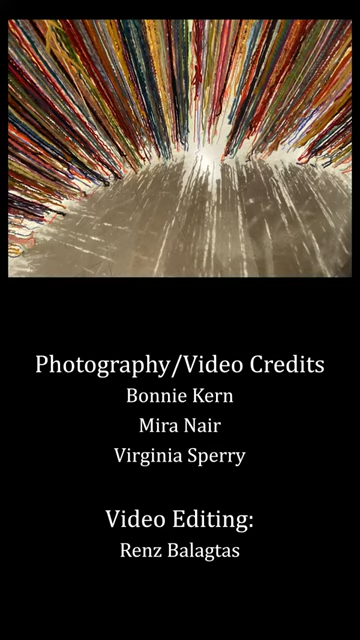 Photography/Video Credits
Bonnie Kern
Mira Nair
Virginia Sperry
Video Editing:
Renz Balagtas